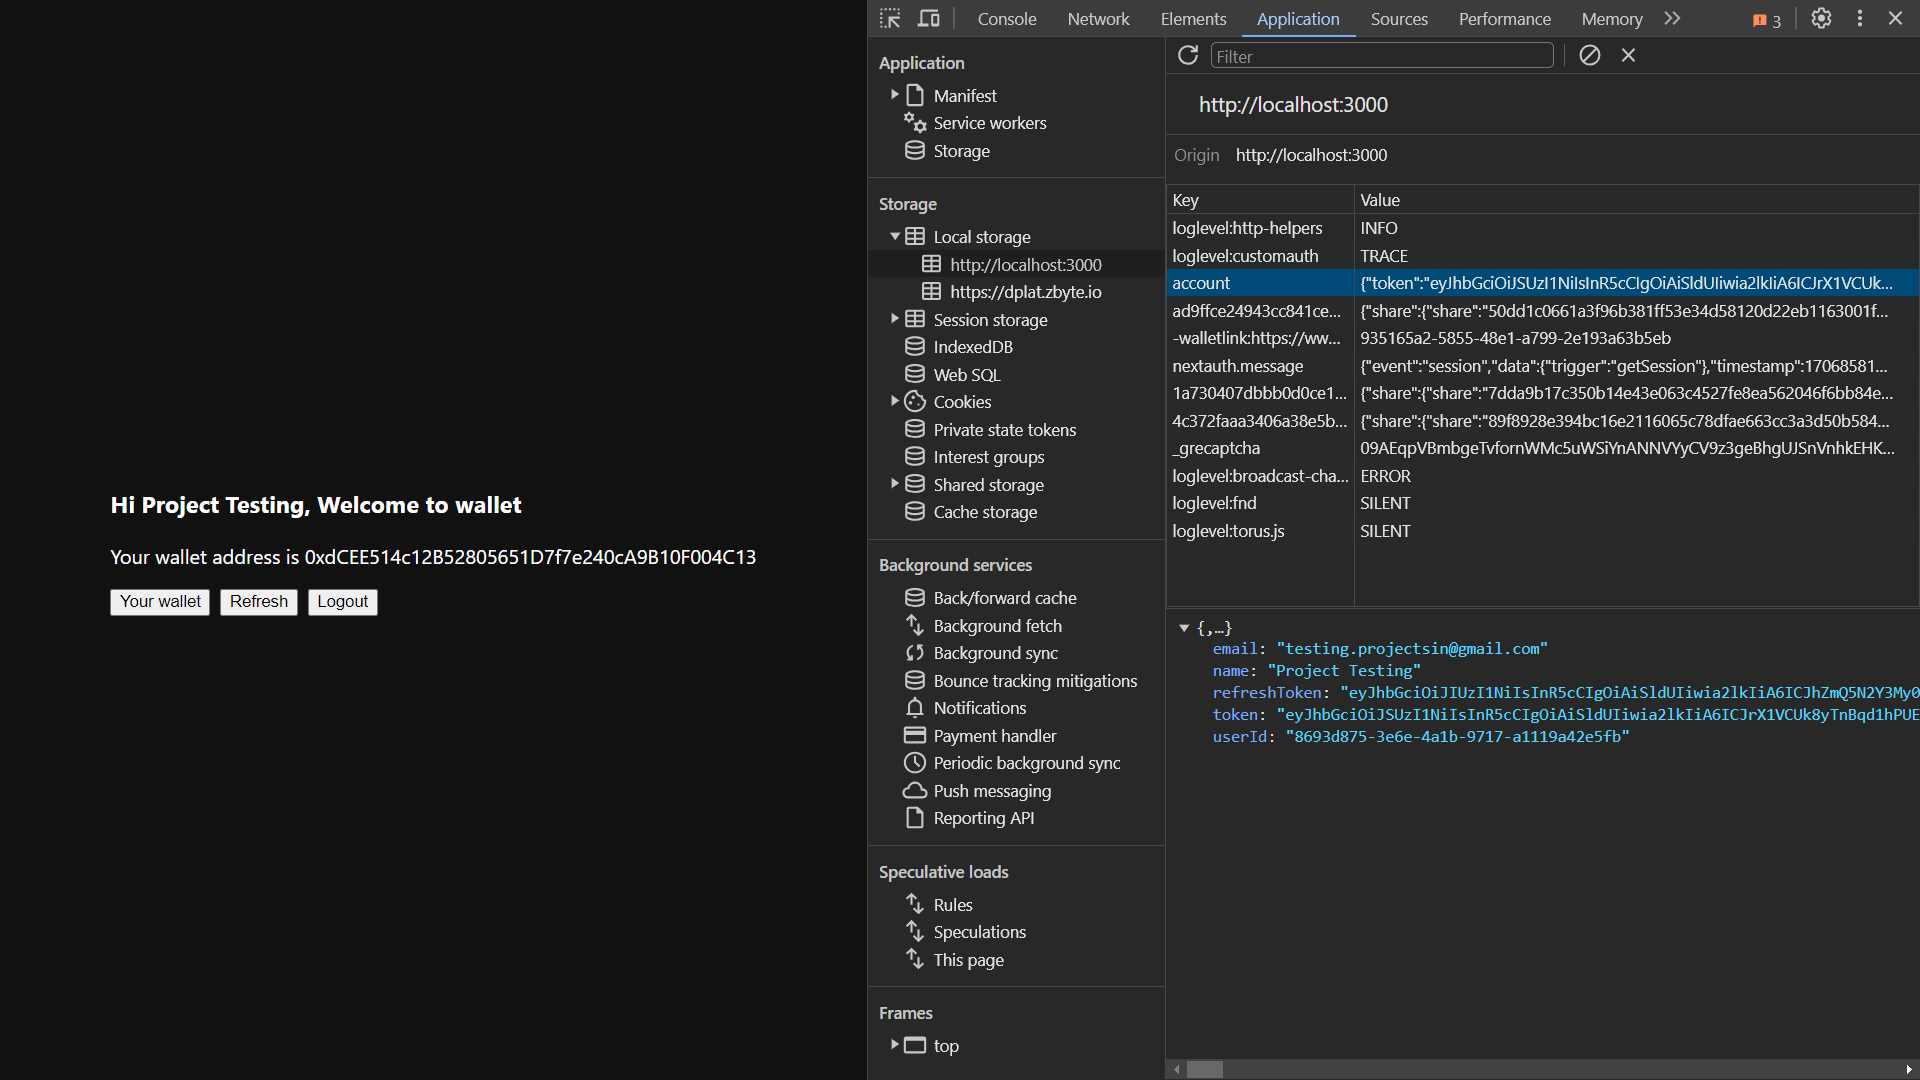 Hi Project Testing, Welcome to wallet
Your wallet address is 0xdCEE514c12B52805651D7f7e240cA9B10F004C13
Your wallet Refresh Logout
Console Network Elements Application Sources Performance Memory 3
Application
Manifest
Service workers
Storage
Storage
Local storage
http://localhost:3000
https://dplat.zbyte.io
Session storage
IndexedDB
Web SQL
Cookies
Private state tokens
Interest groups
Shared storage
Cache storage
Background services
Back/forward cache
Background fetch
Background sync
Bounce tracking mitigations
Notifications
Payment handler
Periodic background sync
Push messaging
Reporting API
Speculative loads
Rules
Speculations
This page
Frames
top
Filter
http://localhost:3000
Origin http://localhost:3000
Key Value
loglevel:http-helpers INFO
loglevel:customauth TRACE
account {"token":"eyJhbGciOiJSUzI1NiIsInR5cCIgOiAiSldUIiwia2lkIiA6ICJrX1VCUk...
ad9ffce24943cc841ce... {"share":{"share":"50dd1c0661a3f96b381ff53e34d58120d22eb1163001f...
-walletlink:https://ww... 935165a2-5855-48e1-a799-2e193a63b5eb
nextauth.message {"event":"session","data":{"trigger":"getSession"},"timestamp":17068581...
1a730407dbbb0d0ce1... {"share":{"share":"7dda9b17c350b14e43e063c4527fe8ea562046f6bb84e...
4c372faaa3406a38e5b... {"share":{"share":"89f8928e394bc16e2116065c78dfae663cc3a3d50b584...
_grecaptcha 09AEqpVBmbgeTvfornWMc5uWSiYnANNVYyCV9z3geBhgUJSnVnhkEHK...
loglevel:broadcast-cha... ERROR
loglevel:fnd SILENT
loglevel:torus.js SILENT
{,…}
email: "testing.projectsin@gmail.com"
name: "Project Testing"
refreshToken: "eyJhbGciOiJIUzI1NiIsInR5cCIgOiAiSldUIiwia2lkIiA6ICJhZmQ5N2Y3My0
token: "eyJhbGciOiJSUzI1NiIsInR5cCIgOiAiSldUIiwia2lkIiA6ICJrX1VCUk8yTnBqd1hPUE
userId: "8693d875-3e6e-4a1b-9717-a1119a42e5fb"